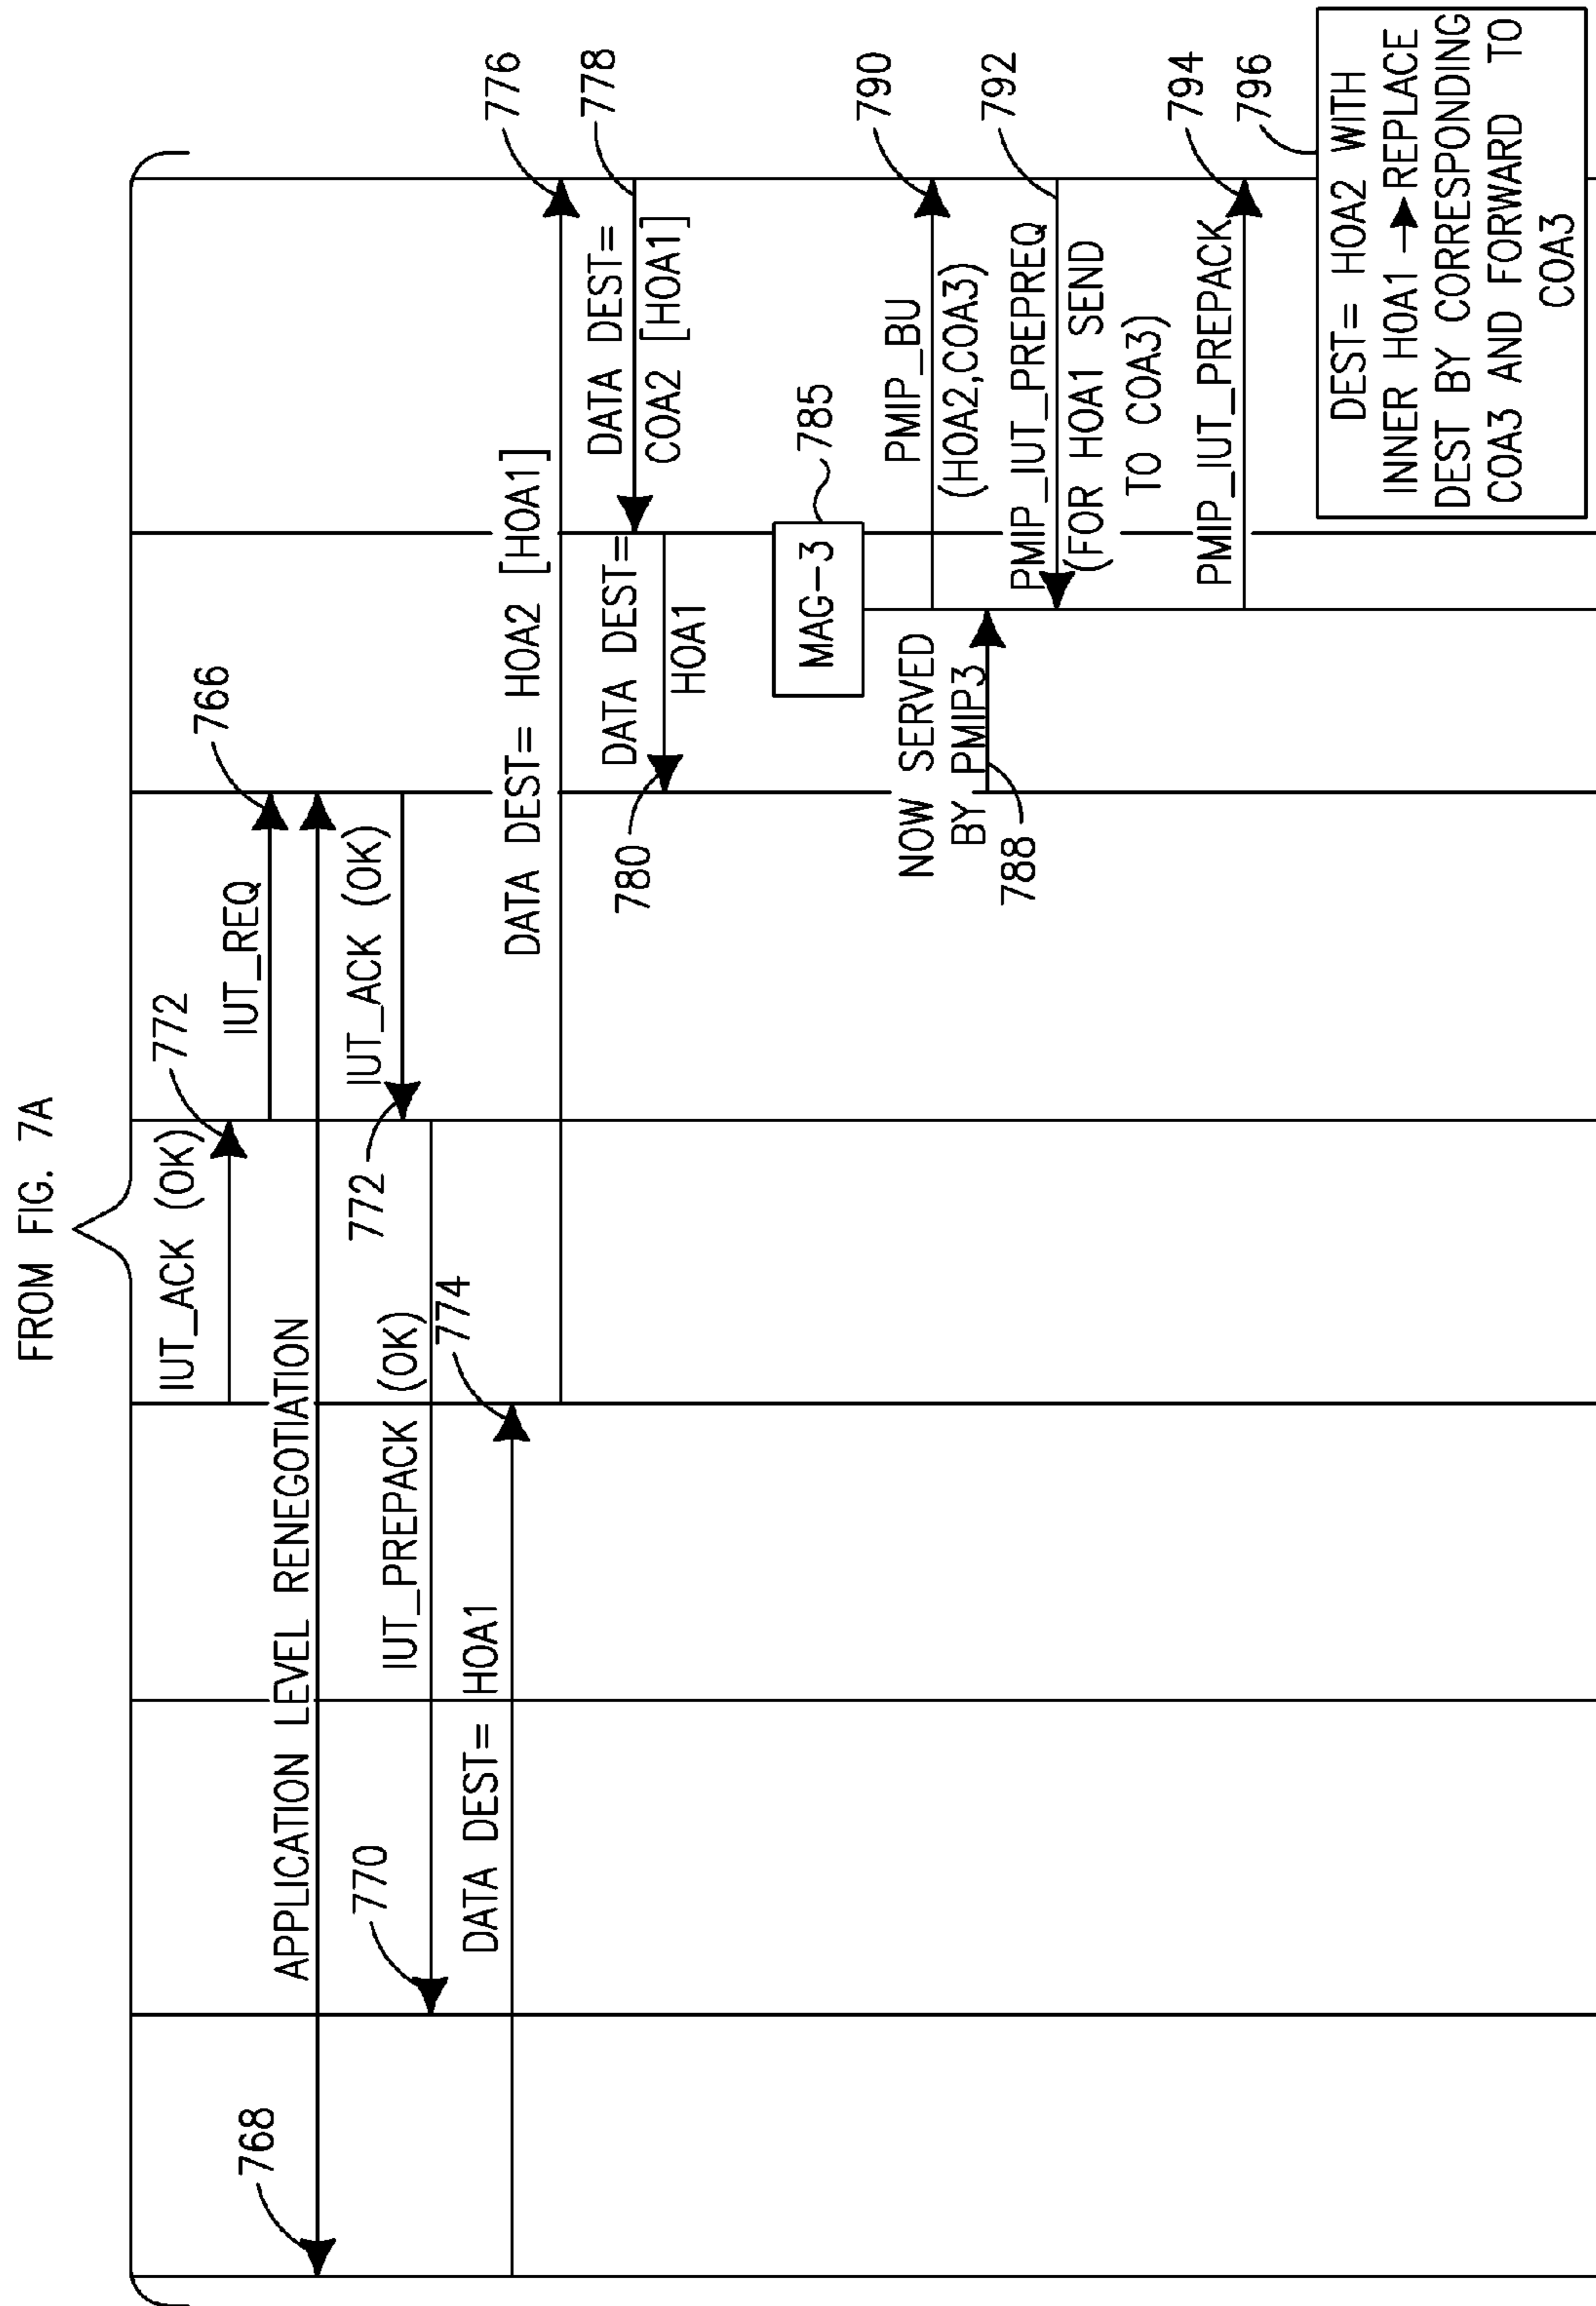 FROM FIG. 7A
IUT_ACK (OK)
772
IUT_REQ
766
768
APPLICATION LEVEL RENEGOTIATION
IUT_ACK (OK)
772
770
IUT_PREPACK (OK)
DATA DEST= HOA1
774
DATA DEST= HOA2 [HOA1]
776
DATA DEST=
COA2 [HOA1]
778
DATA DEST=
HOA1
780
MAG-3
785
PMIP_BU
(HOA2,COA3)
790
NOW SERVED
BY PMIP3
788
PMIP_IUT_PREPREQ
(FOR HOA1 SEND
TO COA3)
792
PMIP_IUT_PREPACK
794
796
DEST= HOA2 WITH
INNER HOA1 → REPLACE
DEST BY CORRESPONDING
COA3 AND FORWARD TO
COA3